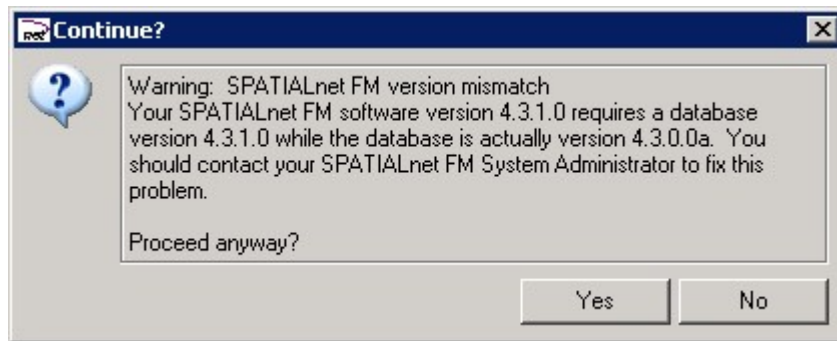 Continue?
Warning:  SPATIALnet FM version mismatch
Your SPATIALnet FM software version 4.3.1.0 requires a database
version 4.3.1.0 while the database is actually version 4.3.0.0a.  You
should contact your SPATIALnet FM System Administrator to fix this
problem.
Proceed anyway?
Yes No